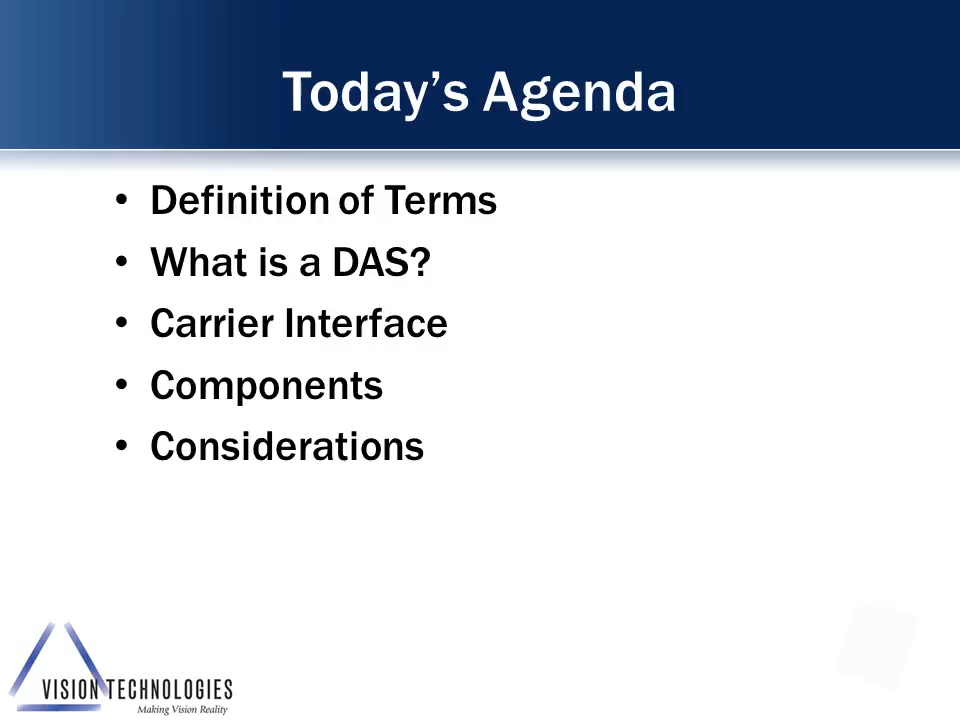 Today’s Agenda
• Definition of Terms
• What is a DAS?
• Carrier Interface
• Components
• Considerations
VISION TECHNOLOGIES
Making Vision Reality